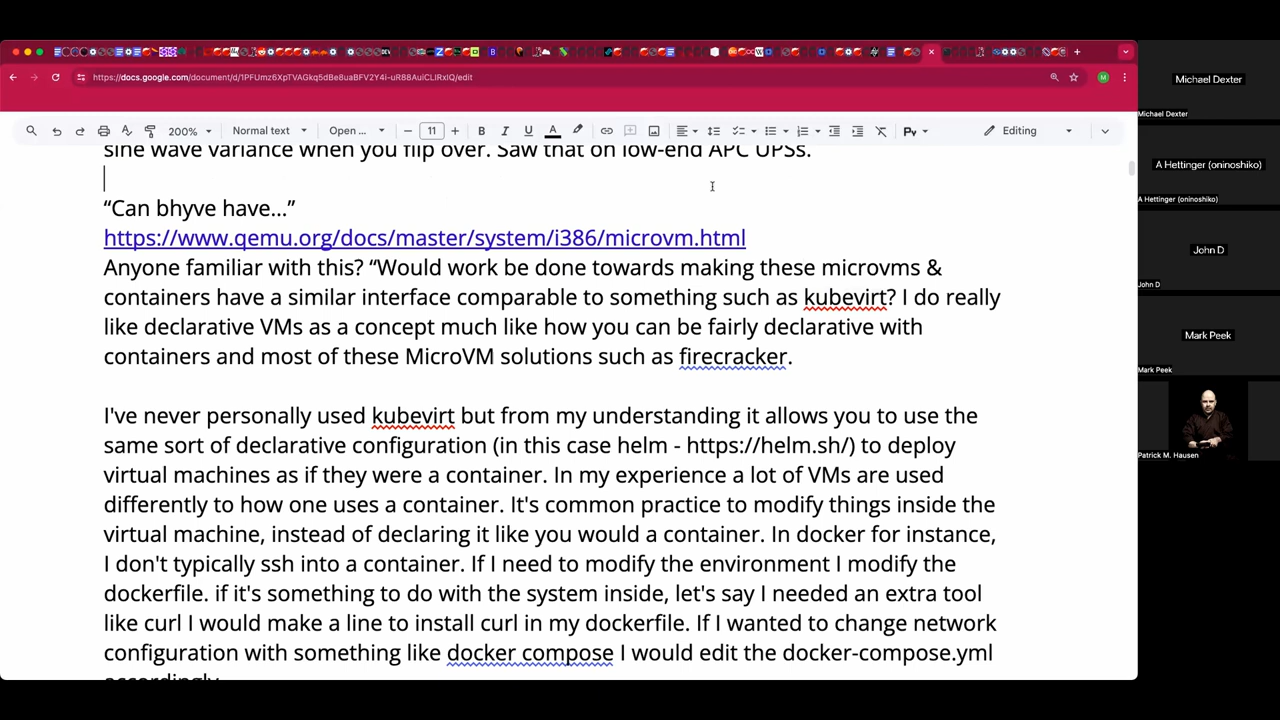 https://docs.google.com/document/d/1PFUmz6XpTVAGkq5dBe8uaBFV2Y4i-uR88AuiCLIRxIQ/edit
M
200%
Normal text
Open ...
11
Editing
sine wave variance when you flip over. Saw that on low-end APC UPSs.
“Can bhyve have...”
https://www.qemu.org/docs/master/system/i386/microvm.html
Anyone familiar with this? “Would work be done towards making these microvms &
containers have a similar interface comparable to something such as kubevirt? I do really
like declarative VMs as a concept much like how you can be fairly declarative with
containers and most of these MicroVM solutions such as firecracker.
I've never personally used kubevirt but from my understanding it allows you to use the
same sort of declarative configuration (in this case helm - https://helm.sh/) to deploy
virtual machines as if they were a container. In my experience a lot of VMs are used
differently to how one uses a container. It's common practice to modify things inside the
virtual machine, instead of declaring it like you would a container. In docker for instance,
I don't typically ssh into a container. If I need to modify the environment I modify the
dockerfile. if it's something to do with the system inside, let's say I needed an extra tool
like curl I would make a line to install curl in my dockerfile. If I wanted to change network
configuration with something like docker compose I would edit the docker-compose.yml
accordingly
Michael Dexter
Michael Dexter
A Hettinger (oninoshiko)
A Hettinger (oninoshiko)
John D
John D
Mark Peek
Mark Peek
Patrick M. Hausen